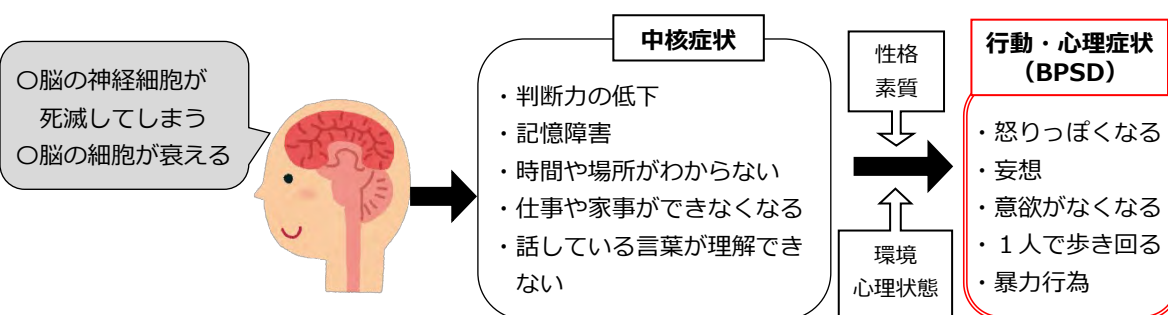 〇脳の神経細胞が
死滅してしまう
〇脳の細胞が衰える
中核症状
・判断力の低下
・記憶障害
・時間や場所がわからない
・仕事や家事ができなくなる
・話している言葉が理解でき
ない
性格
素質
環境
心理状態
行動・心理症状
（BPSD）
・怒りっぽくなる
・妄想
・意欲がなくなる
・１人で歩き回る
・暴力行為